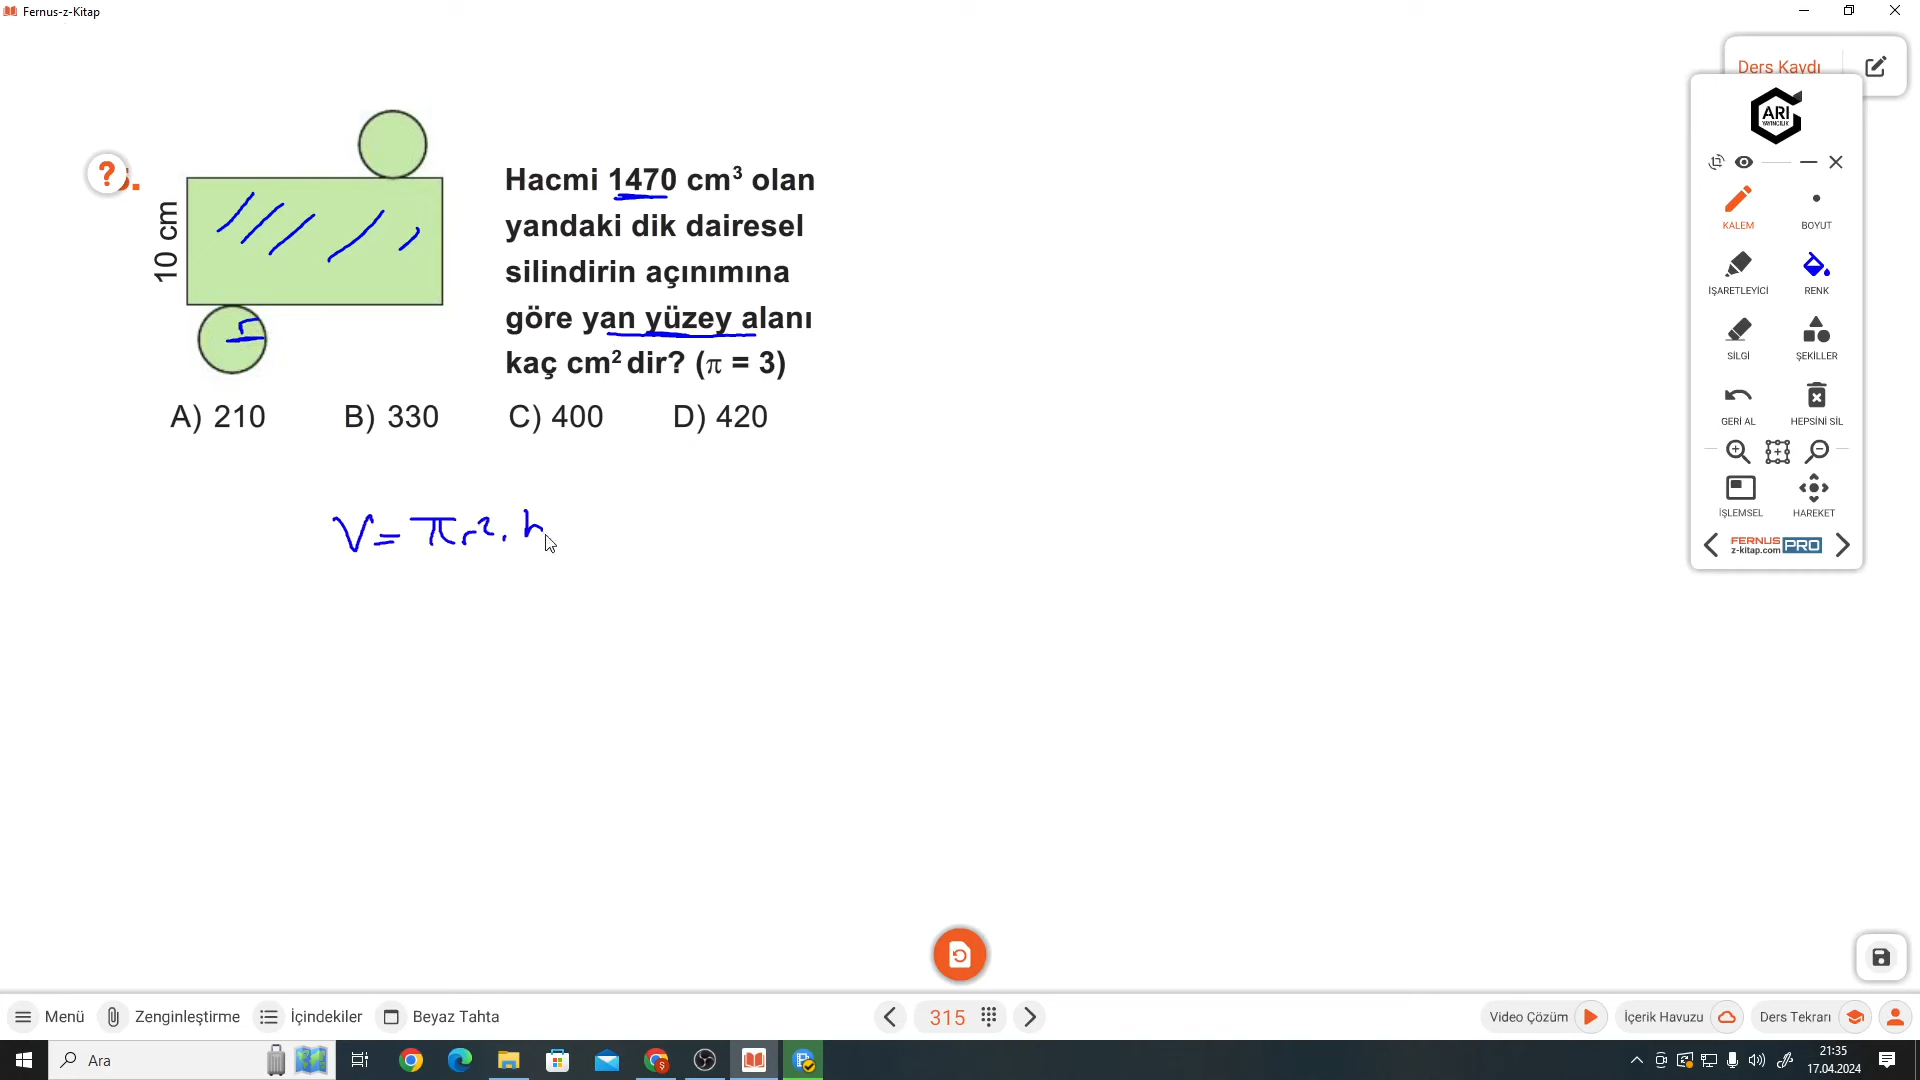 Fernus-z-Kitap
Ders Kaydı
ARI
YAYINCILIK
?
.
10 cm
r
Hacmi 1470 cm³ olan
yandaki dik dairesel
silindirin açınımına
göre yan yüzey alanı
kaç cm² dir? (π = 3)
A) 210 B) 330 C) 400 D) 420
V = πr². h
KALEM BOYUT
İŞARETLEYİCİ RENK
SİLGİ ŞEKİLLER
GERİ AL HEPSİNİ SİL
İŞLEMSEL HAREKET
FERNUS
z-kitap.com PRO
Menü Zenginleştirme İçindekiler Beyaz Tahta 315 Video Çözüm İçerik Havuzu Ders Tekrarı
Ara
21:35
17.04.2024